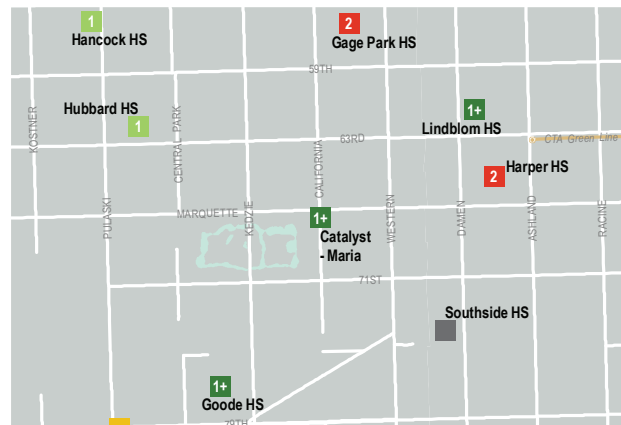 1
Hancock HS
2
Gage Park HS
59TH
KOSTNER
Hubbard HS
1
CENTRAL PARK
1+
Lindblom HS
63RD
CALIFORNIA
CTA Green Line
2
Harper HS
PULASKI
MARQUETTE
KEDZIE
1+
Catalyst
- Maria
WESTERN
DAMEN
ASHLAND
RACINE
71ST
Southside HS
1+
Goode HS
79TH